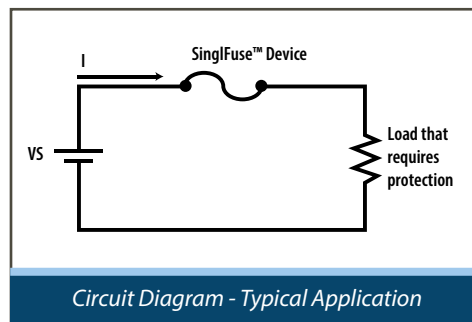 I
SinglFuse™ Device
VS
Load that
requires
protection
Circuit Diagram - Typical Application